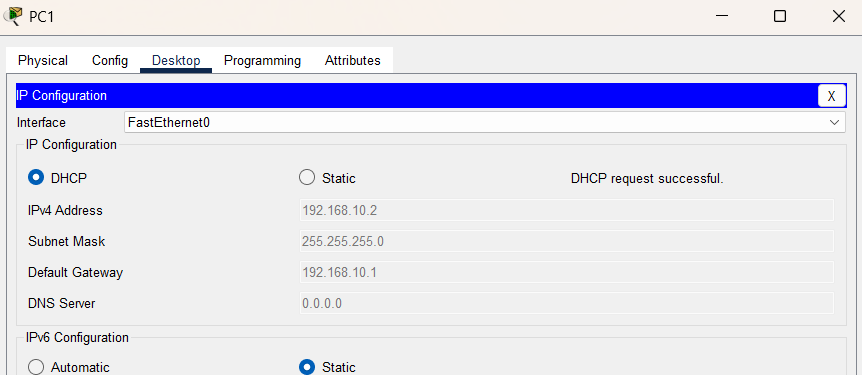 PC1
Physical Config Desktop Programming Attributes
IP Configuration X
Interface FastEthernet0
IP Configuration
DHCP Static DHCP request successful.
IPv4 Address 192.168.10.2
Subnet Mask 255.255.255.0
Default Gateway 192.168.10.1
DNS Server 0.0.0.0
IPv6 Configuration
Automatic Static